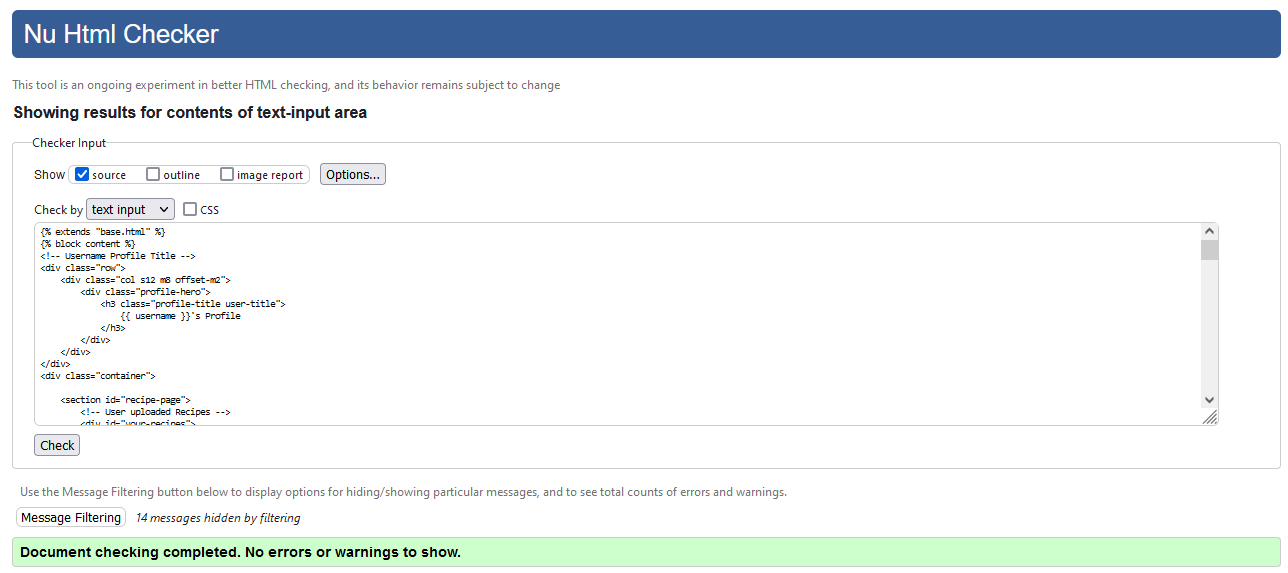 Nu Html Checker
This tool is an ongoing experiment in better HTML checking, and its behavior remains subject to change
Showing results for contents of text-input area
Checker Input
Show source outline image report Options...
Check by text input CSS
{% extends "base.html" %}
{% block content %}
<!-- Username Profile Title -->
<div class="row">
    <div class="col s12 m8 offset-m2">
        <div class="profile-hero">
            <h3 class="profile-title user-title">
                {{ username }}'s Profile
            </h3>
        </div>
    </div>
</div>
<div class="container">
    <section id="recipe-page">
        <!-- User uploaded Recipes -->
        <div id="your-recipes">
Check
Use the Message Filtering button below to display options for hiding/showing particular messages, and to see total counts of errors and warnings.
Message Filtering 14 messages hidden by filtering
Document checking completed. No errors or warnings to show.